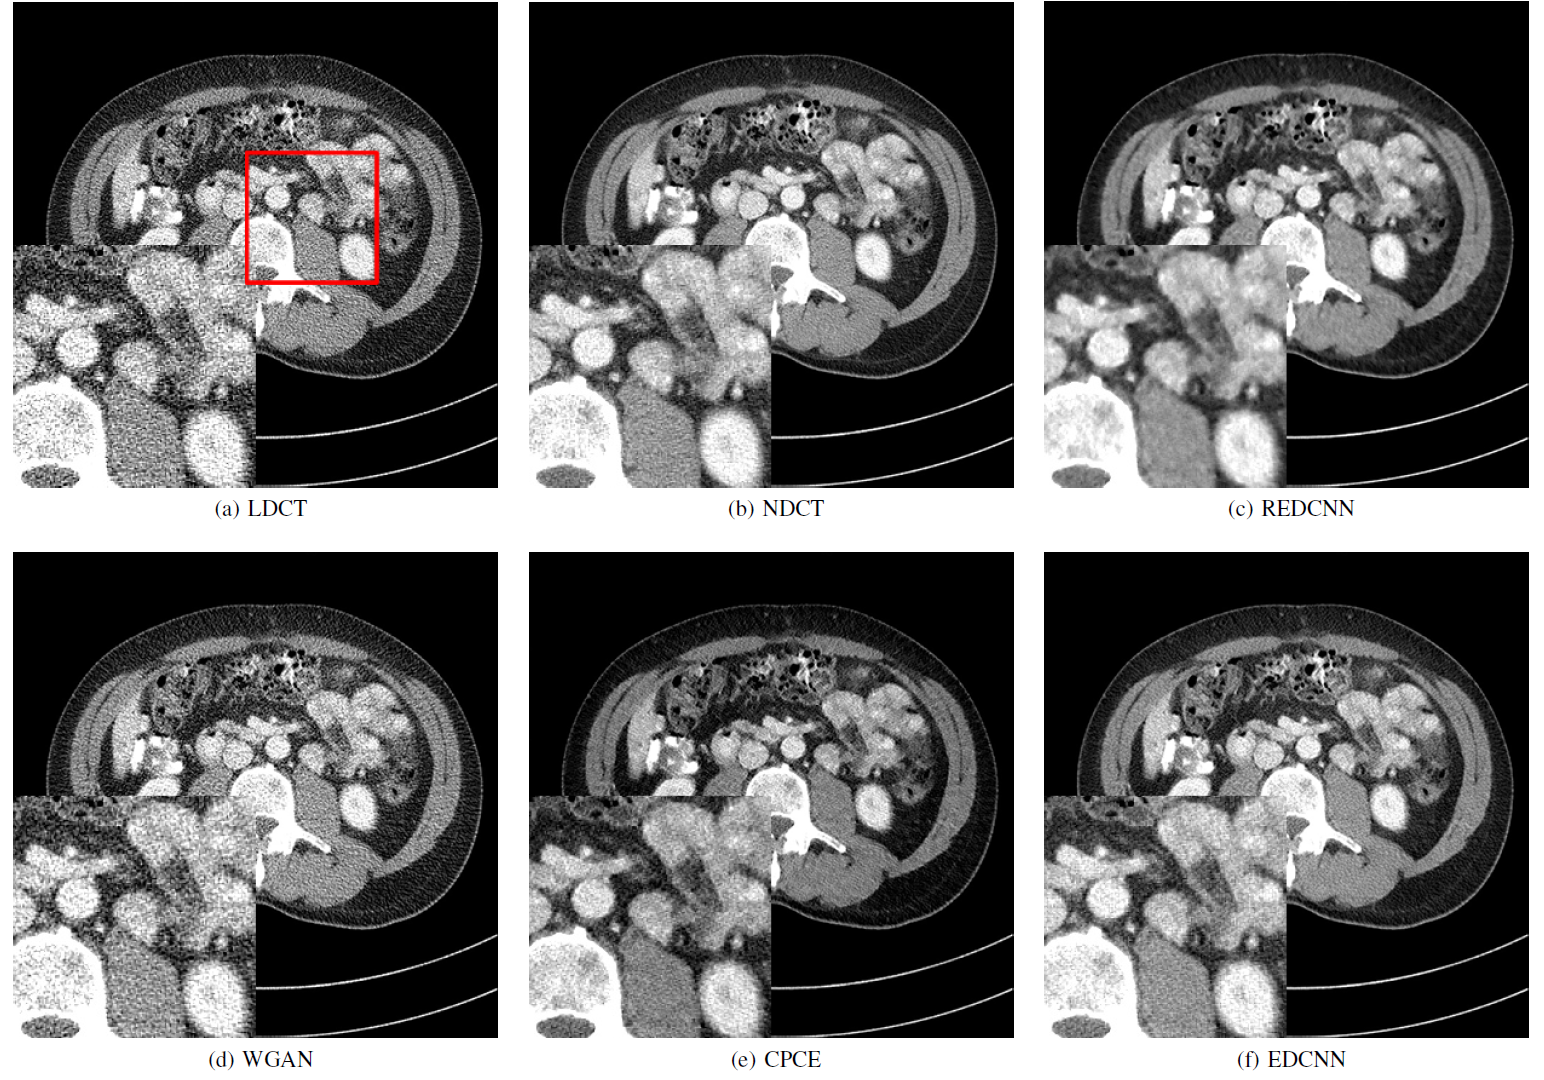 (a) LDCT
(b) NDCT
(c) REDCNN
(d) WGAN
(e) CPCE
(f) EDCNN